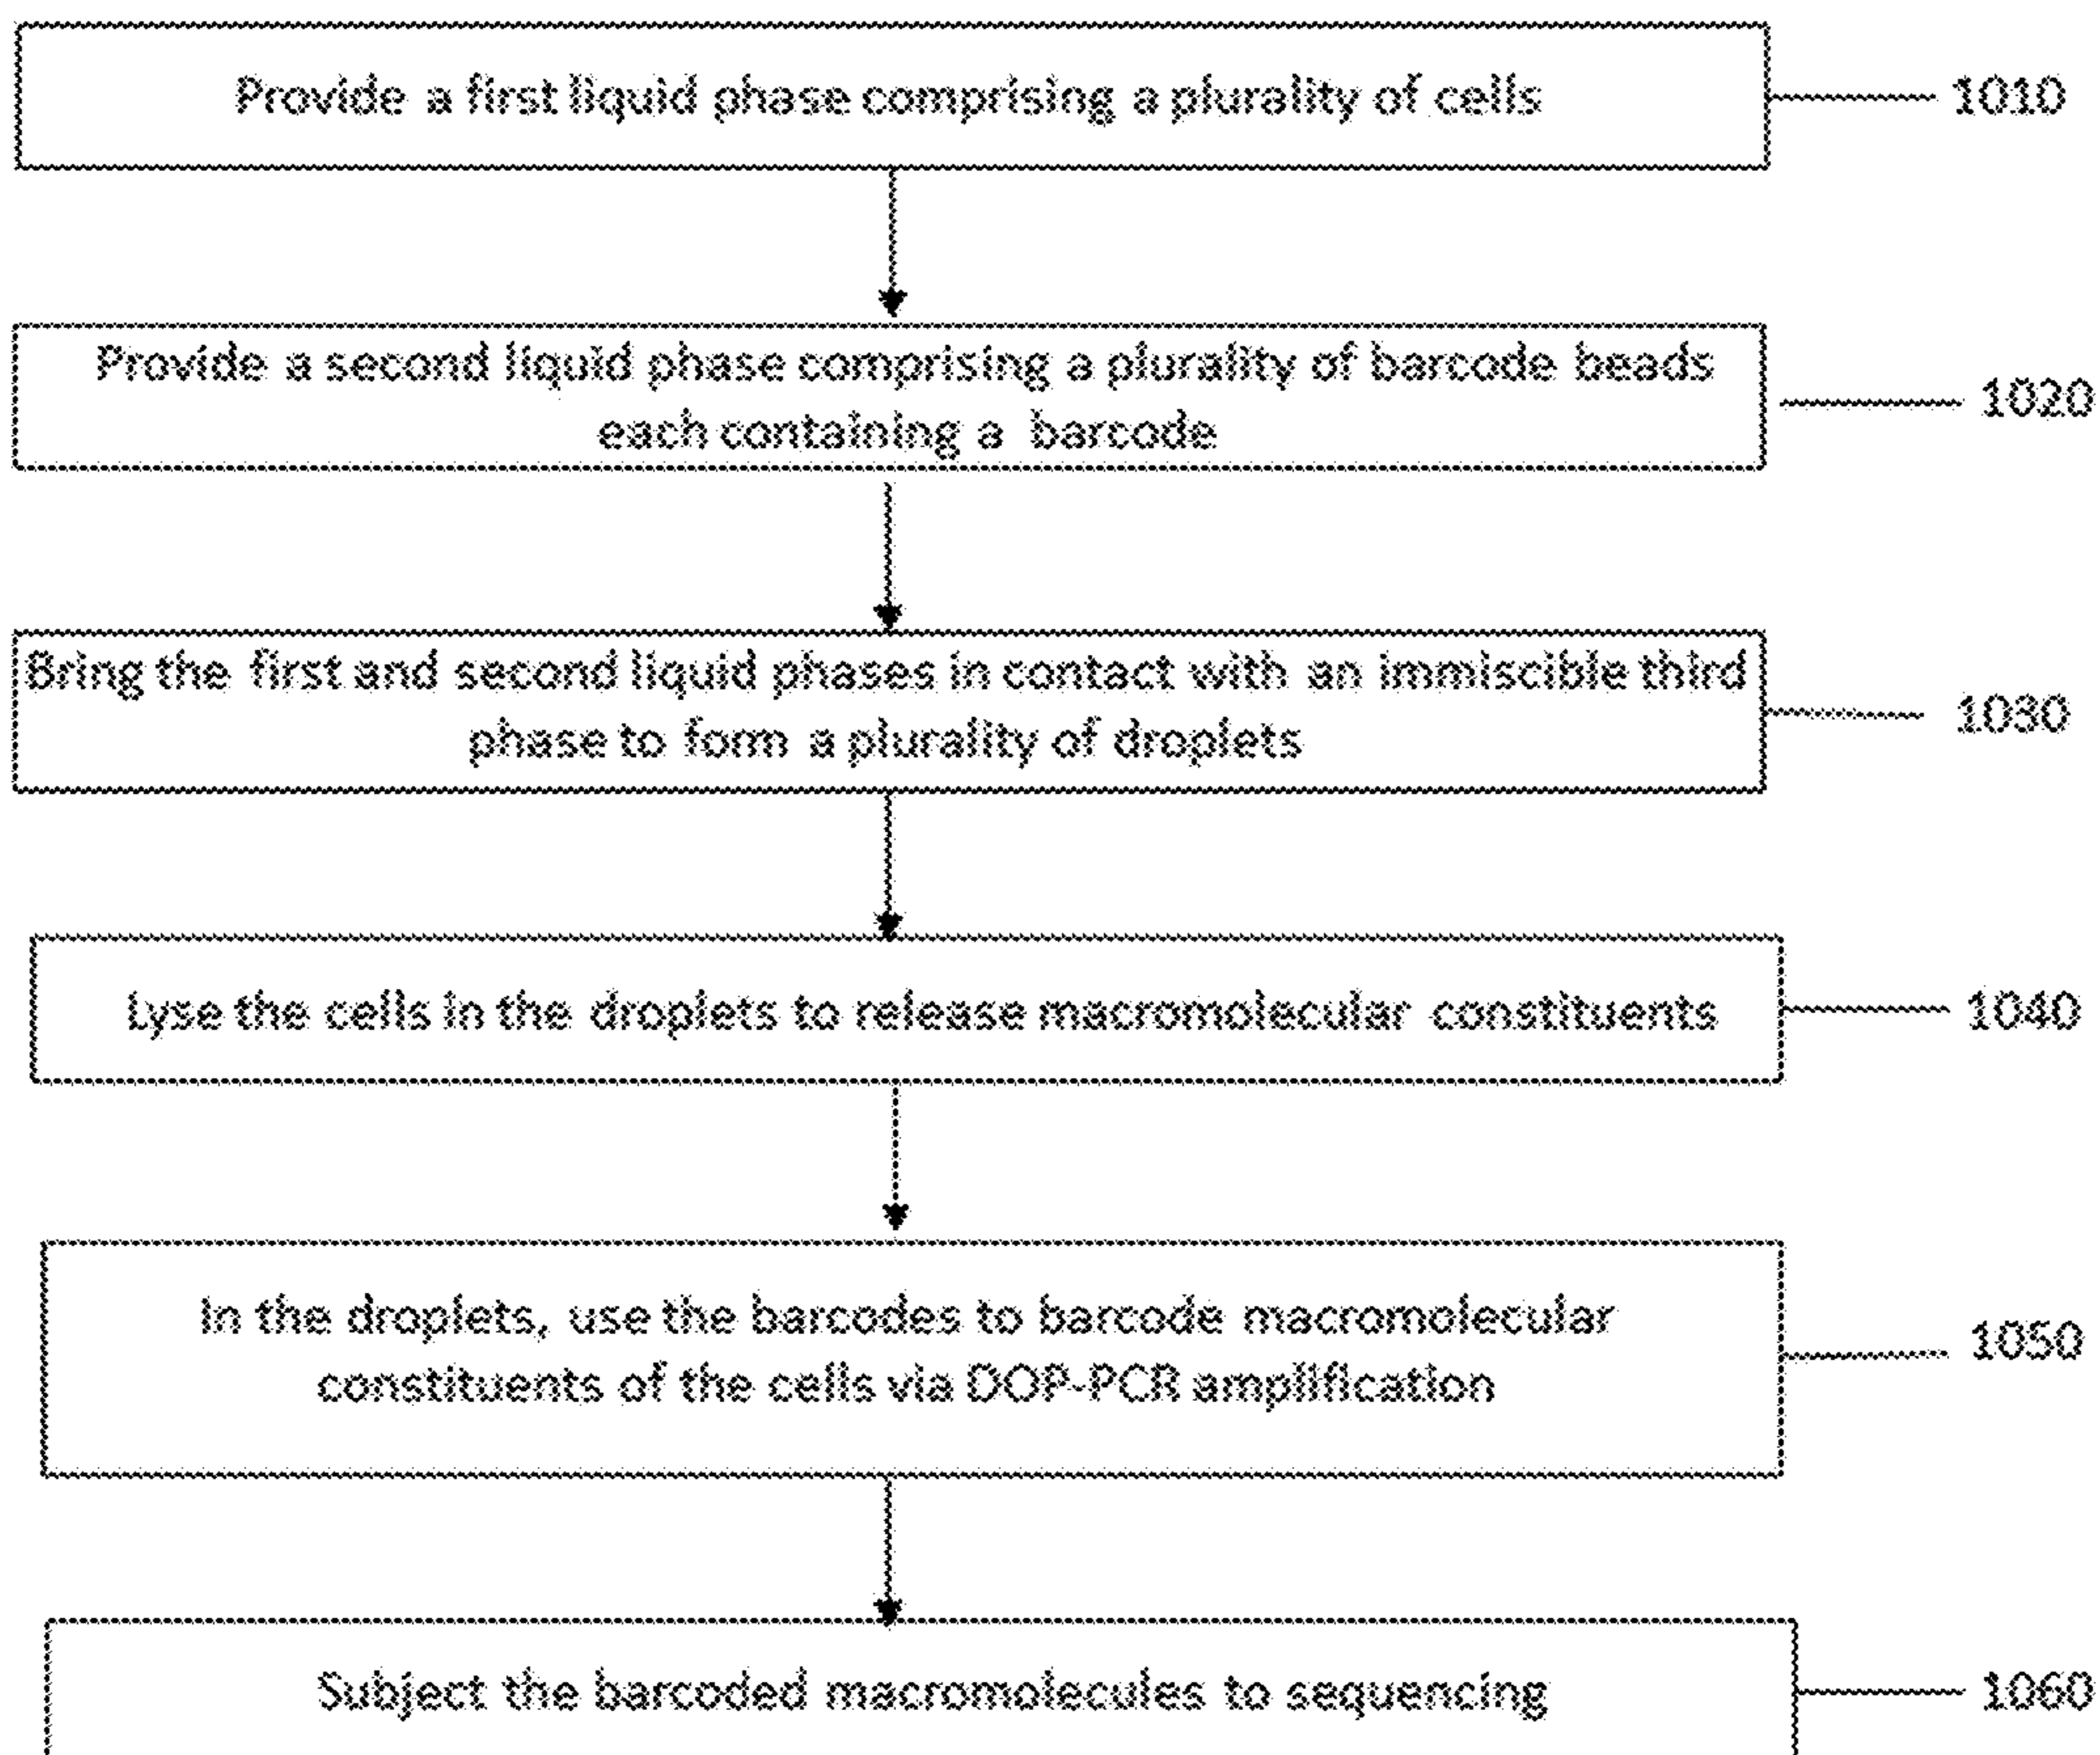 Provide a first liquid phase comprising a plurality of cells
1010
Provide a second liquid phase comprising a plurality of barcode beads
each containing a barcode
1020
Bring the first and second liquid phases in contact with an immiscible third
phase to form a plurality of droplets
1030
Lyse the cells in the droplets to release macromolecular constituents
1040
In the droplets, use the barcodes to barcode macromolecular
constituents of the cells via DOP-PCR amplification
1050
Subject the barcoded macromolecules to sequencing
1060